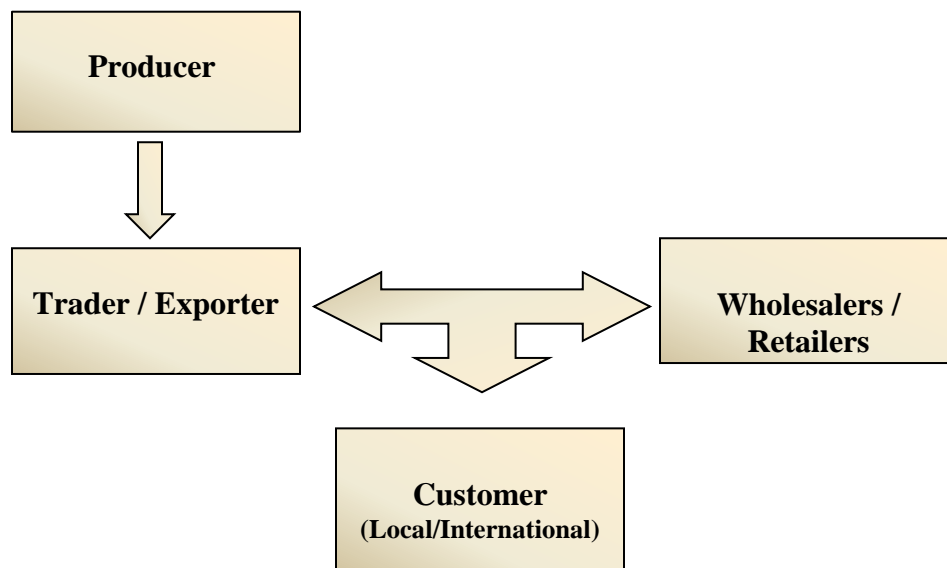 Producer
Trader / Exporter
Wholesalers /
Retailers
Customer
(Local/International)